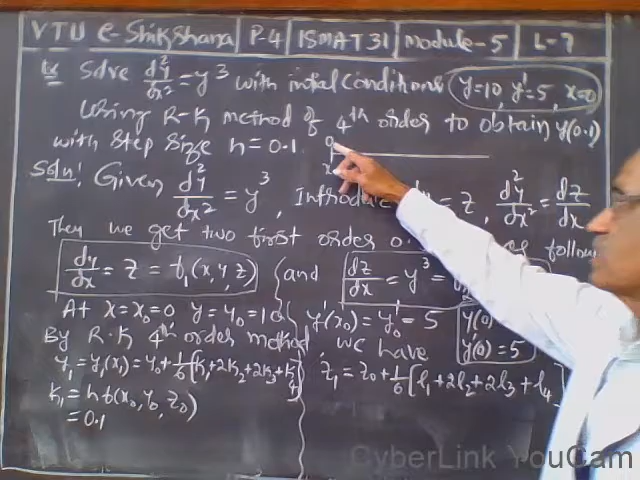 VTU e-Shikshana P-4 15MAT31 Module-5 L-7
Ex Solve d²y/dx² = y³ with initial Conditions y=10, y'=5, x=0
Using R-K method of 4th order to obtain y(0.1)
with step size h = 0.1
Soln: Given d²y/dx² = y³, Introduce = z, d²y/dx² = dz/dx
Then we get two first order
dy/dx = z = f₁(x, y, z) and dz/dx = y³ =
At x = x₀ = 0 y = y₀ = 10 y'(x₀) = y₀' = 5 y(0)
By R-K 4th order method we have y(0) = 5
y₁ = y₁(x₁) = y₀ + 1/6 [k₁ + 2k₂ + 2k₃ + k₄] z₁ = z₀ + 1/6 [l₁ + 2l₂ + 2l₃ + l₄]
k₁ = h f(x₀, y₀, z₀)
= 0.1
CyberLink YouCam